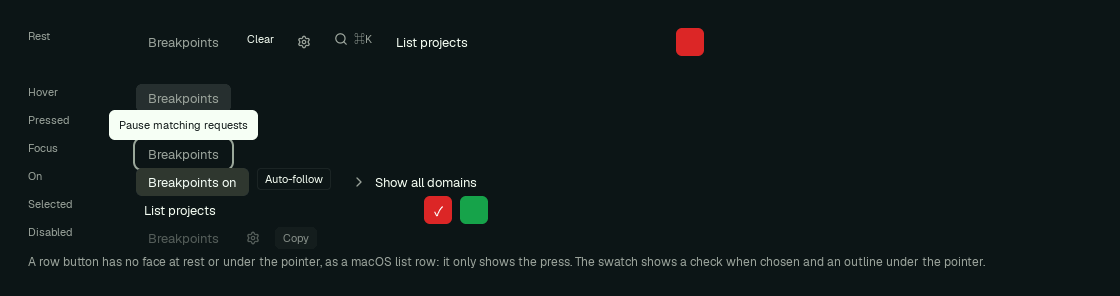 Rest Breakpoints Clear ⌘K List projects
Hover Breakpoints
Pressed Pause matching requests
Focus Breakpoints
On Breakpoints on Auto-follow Show all domains
Selected List projects ✓
Disabled Breakpoints Copy
A row button has no face at rest or under the pointer, as a macOS list row: it only shows the press. The swatch shows a check when chosen and an outline under the pointer.